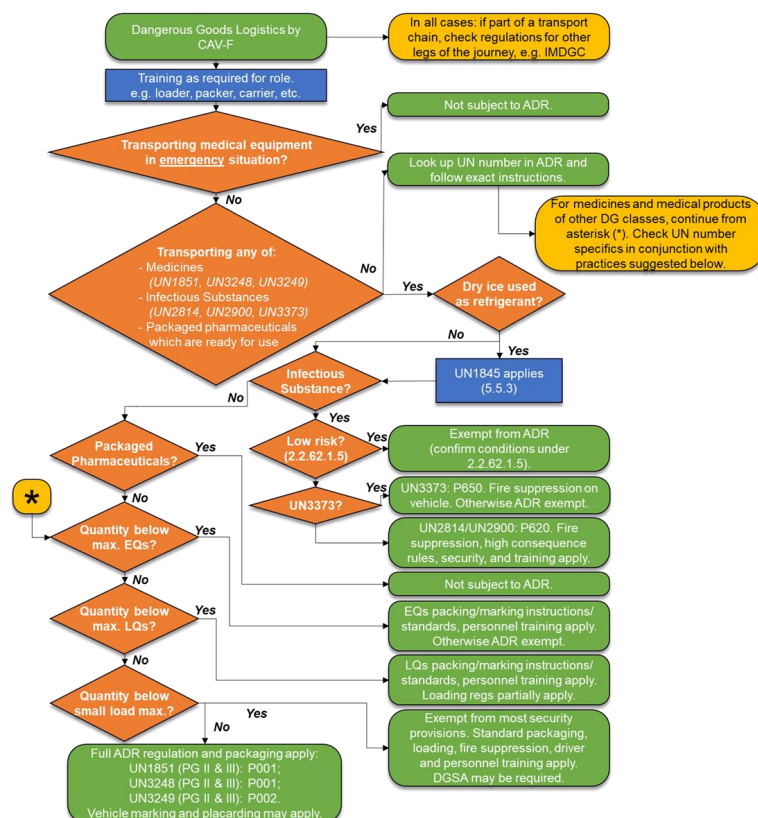 Dangerous Goods Logistics by
CAV-F
In all cases: if part of a transport
chain, check regulations for other
legs of the journey, e.g. IMDGC
Training as required for role.
e.g. loader, packer, carrier, etc.
Yes
Not subject to ADR.
Transporting medical equipment
in emergency situation?
Look up UN number in ADR and
follow exact instructions.
No
For medicines and medical products
of other DG classes, continue from
asterisk (*). Check UN number
specifics in conjunction with
practices suggested below.
Transporting any of:
- Medicines
(UN1851, UN3248, UN3249)
- Infectious Substances
(UN2814, UN2900, UN3373)
- Packaged pharmaceuticals
which are ready for use
No
Yes
Dry ice used
as refrigerant?
No
Yes
Infectious
Substance?
UN1845 applies
(5.5.3)
No
Yes
Low risk?
(2.2.62.1.5)
Yes
Exempt from ADR
(confirm conditions under
2.2.62.1.5).
Packaged
Pharmaceuticals?
Yes
UN3373?
Yes
UN3373: P650. Fire suppression on
vehicle. Otherwise ADR exempt.
*
No
UN2814/UN2900: P620. Fire
suppression, high consequence
rules, security, and training apply.
Quantity below
max. EQs?
Yes
Not subject to ADR.
No
EQs packing/marking instructions/
standards, personnel training apply.
Otherwise ADR exempt.
Quantity below
max. LQs?
Yes
No
LQs packing/marking instructions/
standards, personnel training apply.
Loading regs partially apply.
Quantity below
small load max.?
Yes
No
Exempt from most security
provisions. Standard packaging,
loading, fire suppression, driver
and personnel training apply.
DGSA may be required.
Full ADR regulation and packaging apply:
UN1851 (PG II & III): P001;
UN3248 (PG II & III): P001;
UN3249 (PG II & III): P002.
Vehicle marking and placarding may apply.